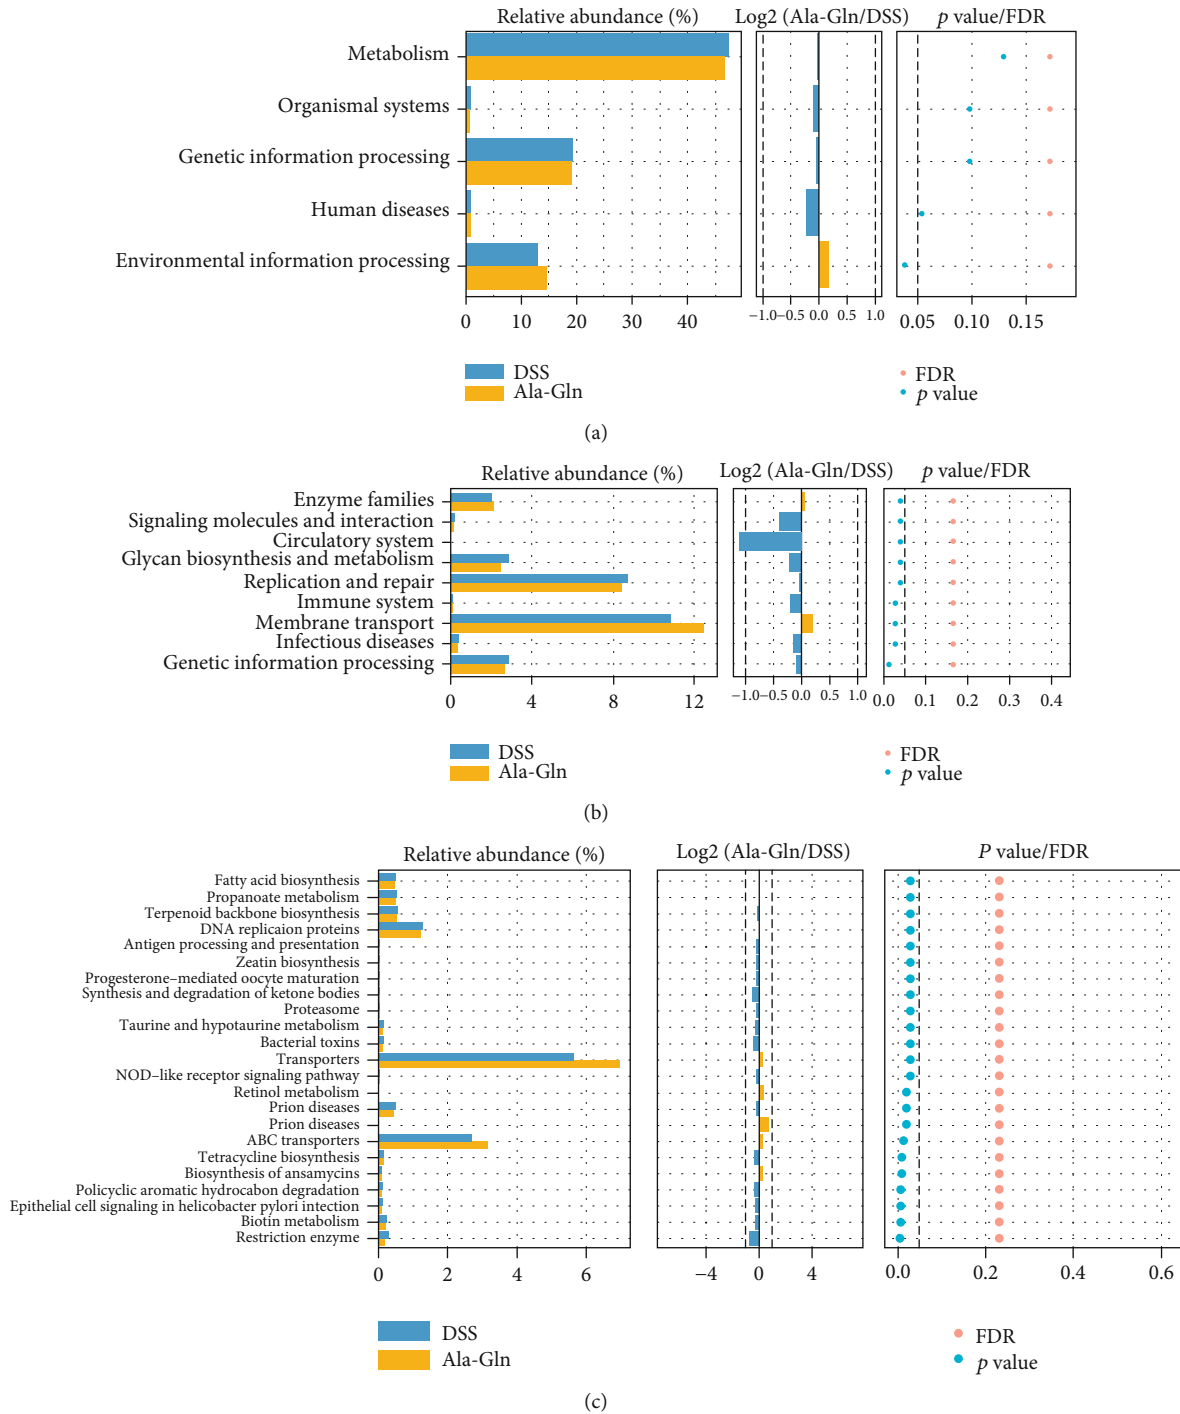 Relative abundance (%) Log2 (Ala-Gln/DSS) p value/FDR
Metabolism
Organismal systems
Genetic information processing
Human diseases
Environmental information processing
0 10 20 30 40 −1.0 −0.5 0.0 0.5 1.0 0.05 0.10 0.15
DSS
Ala-Gln
FDR
p value
(a)
Relative abundance (%) Log2 (Ala-Gln/DSS) p value/FDR
Enzyme families
Signaling molecules and interaction
Circulatory system
Glycan biosynthesis and metabolism
Replication and repair
Immune system
Membrane transport
Infectious diseases
Genetic information processing
0 4 8 12 −1.0 −0.5 0.0 0.5 1.0 0.0 0.1 0.2 0.3 0.4
DSS
Ala-Gln
FDR
p value
(b)
Relative abundance (%) Log2 (Ala-Gln/DSS) P value/FDR
Fatty acid biosynthesis
Propanoate metabolism
Terpenoid backbone biosynthesis
DNA replicaion proteins
Antigen processing and presentation
Zeatin biosynthesis
Progesterone–mediated oocyte maturation
Synthesis and degradation of ketone bodies
Proteasome
Taurine and hypotaurine metabolism
Bacterial toxins
Transporters
NOD–like receptor signaling pathway
Retinol metabolism
Prion diseases
Prion diseases
ABC transporters
Tetracycline biosynthesis
Biosynthesis of ansamycins
Policyclic aromatic hydrocabon degradation
Epithelial cell signaling in helicobacter pylori infection
Biotin metabolism
Restriction enzyme
0 2 4 6 −4 0 4 0.0 0.2 0.4 0.6
DSS
Ala-Gln
FDR
p value
(c)